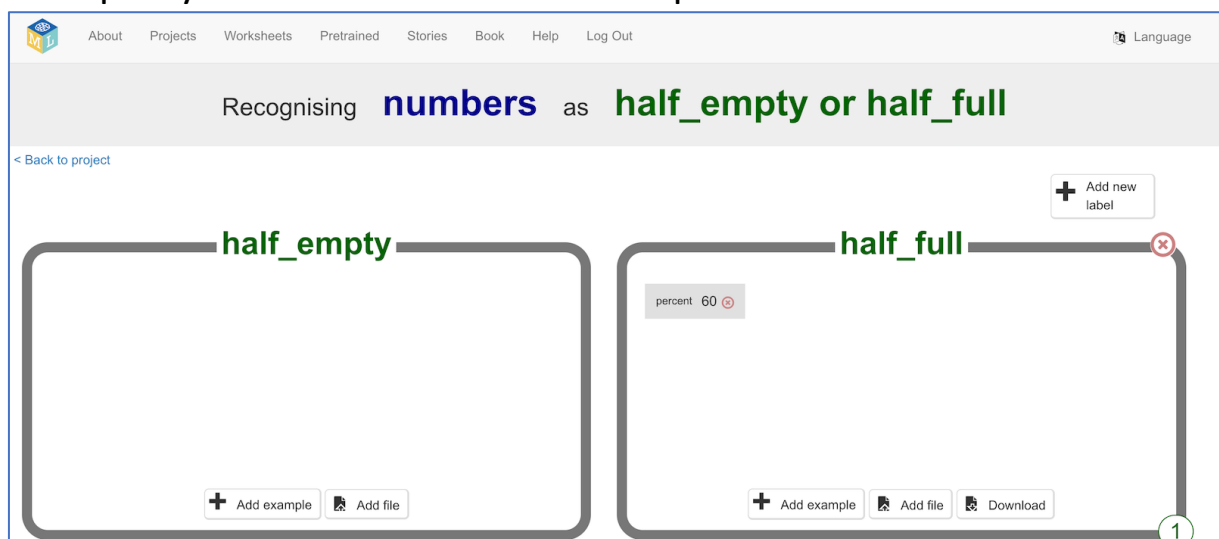 About Projects Worksheets Pretrained Stories Book Help Log Out Language
Recognising numbers as half_empty or half_full
< Back to project
Add new
label
half_empty half_full
percent 60
Add example Add file Add example Add file Download
1